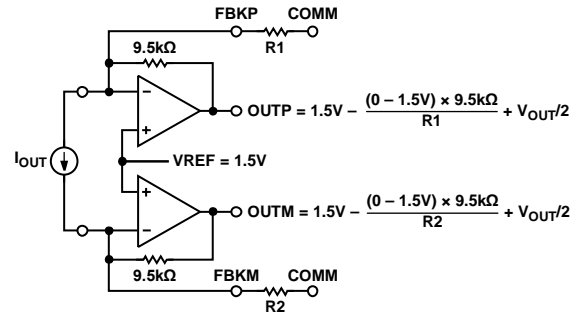 FBKP COMM
R1
9.5kΩ
−
+
OUTP = 1.5V – (0 – 1.5V) × 9.5kΩ / R1 + VOUT/2
IOUT
VREF = 1.5V
+
−
OUTM = 1.5V – (0 – 1.5V) × 9.5kΩ / R2 + VOUT/2
9.5kΩ
FBKM COMM
R2